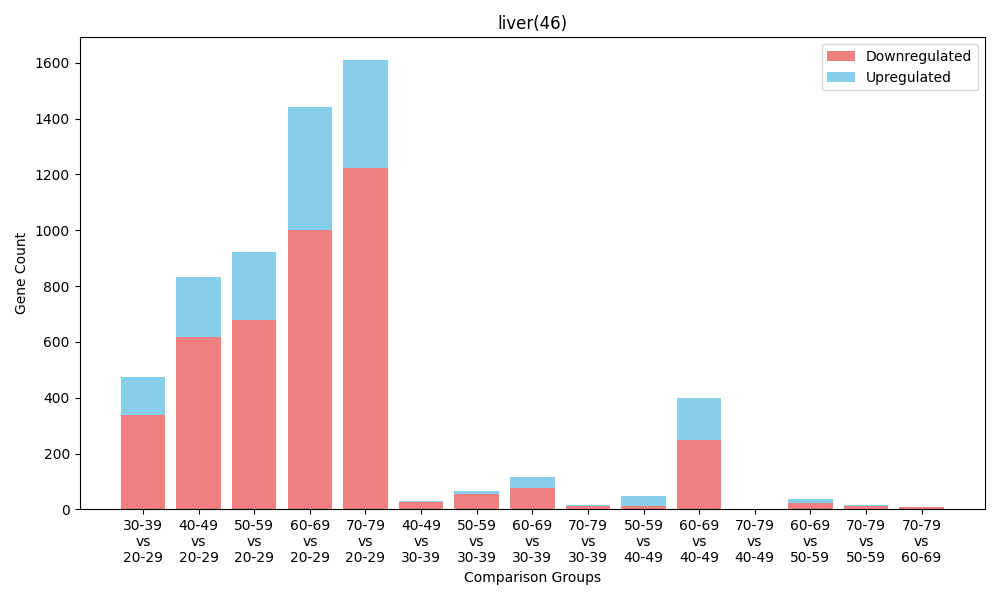 liver(46)
Downregulated
Upregulated
Gene Count
1600
1400
1200
1000
800
600
400
200
0
30-39
vs
20-29
40-49
vs
20-29
50-59
vs
20-29
60-69
vs
20-29
70-79
vs
20-29
40-49
vs
30-39
50-59
vs
30-39
60-69
vs
30-39
70-79
vs
30-39
50-59
vs
40-49
60-69
vs
40-49
70-79
vs
40-49
60-69
vs
50-59
70-79
vs
50-59
70-79
vs
60-69
Comparison Groups